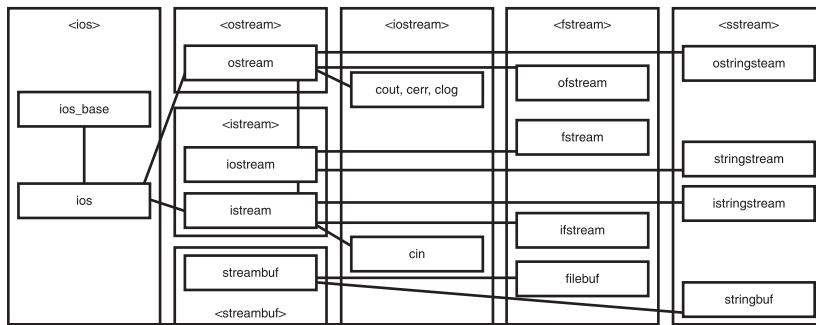 <ios>
ios_base
ios
<ostream>
ostream
<istream>
iostream
istream
streambuf
<streambuf>
<iostream>
cout, cerr, clog
cin
<fstream>
ofstream
fstream
ifstream
filebuf
<sstream>
ostringsteam
stringstream
istringstream
stringbuf